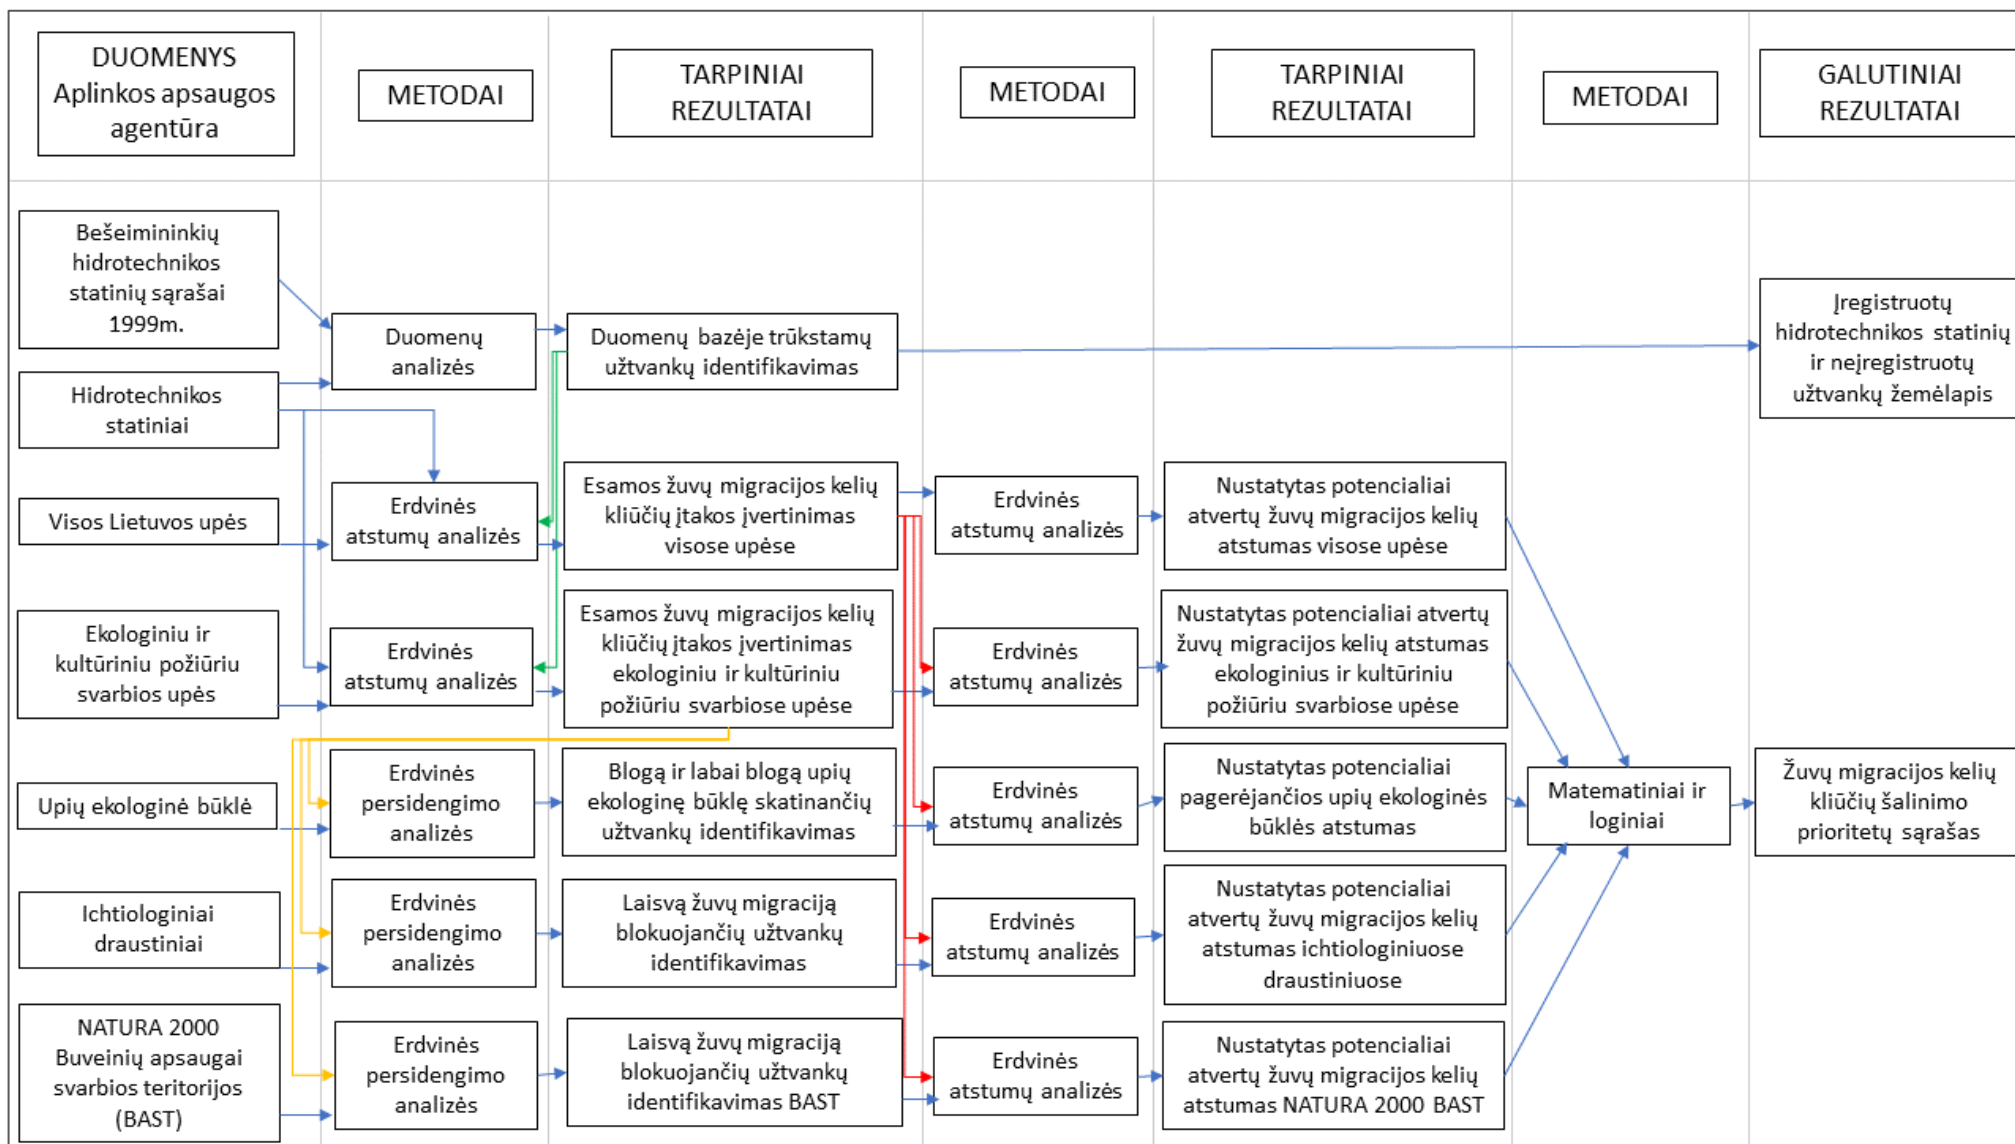 DUOMENYS
Aplinkos apsaugos
agentūra
METODAI
TARPINIAI
REZULTATAI
METODAI
TARPINIAI
REZULTATAI
METODAI
GALUTINIAI
REZULTATAI
Bešeimininkių
hidrotechnikos
statinių sąrašai
1999m.
Duomenų
analizės
Duomenų bazėje trūkstamų
užtvankų identifikavimas
Įregistruotų
hidrotechnikos statinių
ir neįregistruotų
užtvankų žemėlapis
Hidrotechnikos
statiniai
Visos Lietuvos upės
Erdvinės
atstumų analizės
Esamos žuvų migracijos kelių
kliūčių įtakos įvertinimas
visose upėse
Erdvinės
atstumų analizės
Nustatytas potencialiai
atvertų žuvų migracijos kelių
atstumas visose upėse
Ekologiniu ir
kultūriniu požiūriu
svarbios upės
Erdvinės
atstumų analizės
Esamos žuvų migracijos kelių
kliūčių įtakos įvertinimas
ekologiniu ir kultūriniu
požiūriu svarbiose upėse
Erdvinės
atstumų analizės
Nustatytas potencialiai atvertų
žuvų migracijos kelių atstumas
ekologinius ir kultūriniu
požiūriu svarbiose upėse
Upių ekologinė būklė
Erdvinės
persidengimo
analizės
Blogą ir labai blogą upių
ekologinę būklę skatinančių
užtvankų identifikavimas
Erdvinės
atstumų analizės
Nustatytas potencialiai
pagerėjančios upių ekologinės
būklės atstumas
Matematiniai ir
loginiai
Žuvų migracijos kelių
kliūčių šalinimo
prioritetų sąrašas
Ichtiologiniai
draustiniai
Erdvinės
persidengimo
analizės
Laisvą žuvų migraciją
blokuojančių užtvankų
identifikavimas
Erdvinės
atstumų analizės
Nustatytas potencialiai
atvertų žuvų migracijos kelių
atstumas ichtiologiniuose
draustiniuose
NATURA 2000
Buveinių apsaugai
svarbios teritorijos
(BAST)
Erdvinės
persidengimo
analizės
Laisvą žuvų migraciją
blokuojančių užtvankų
identifikavimas BAST
Erdvinės
atstumų analizės
Nustatytas potencialiai
atvertų žuvų migracijos kelių
atstumas NATURA 2000 BAST